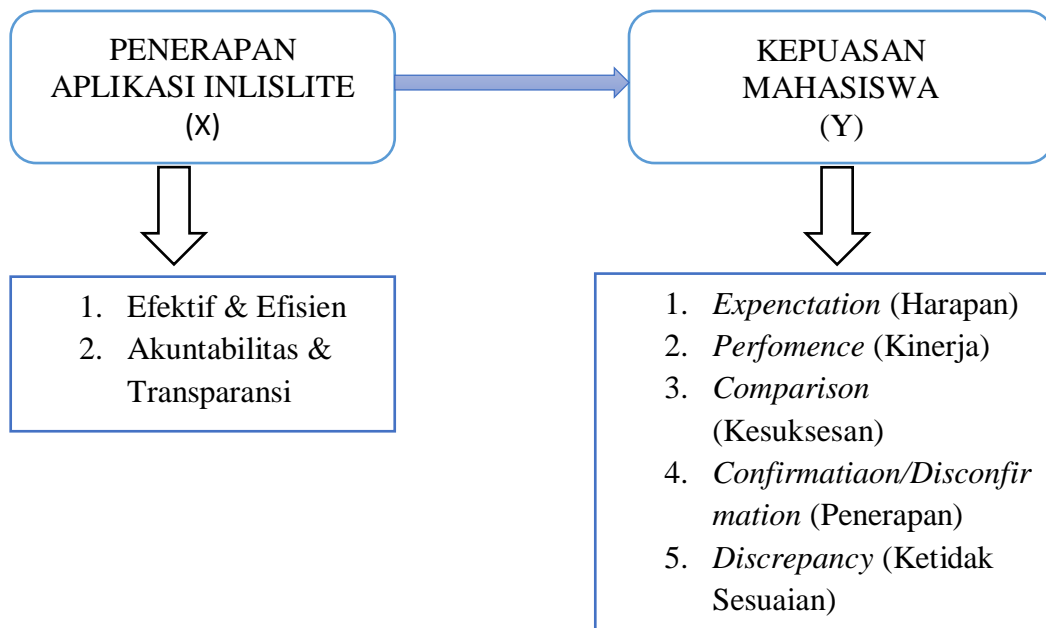 PENERAPAN
APLIKASI INLISLITE
(X)
KEPUASAN
MAHASISWA
(Y)
1. Efektif & Efisien
2. Akuntabilitas &
Transparansi
1. Expenctation (Harapan)
2. Perfomence (Kinerja)
3. Comparison
(Kesuksesan)
4. Confirmatiaon/Disconfir
mation (Penerapan)
5. Discrepancy (Ketidak
Sesuaian)